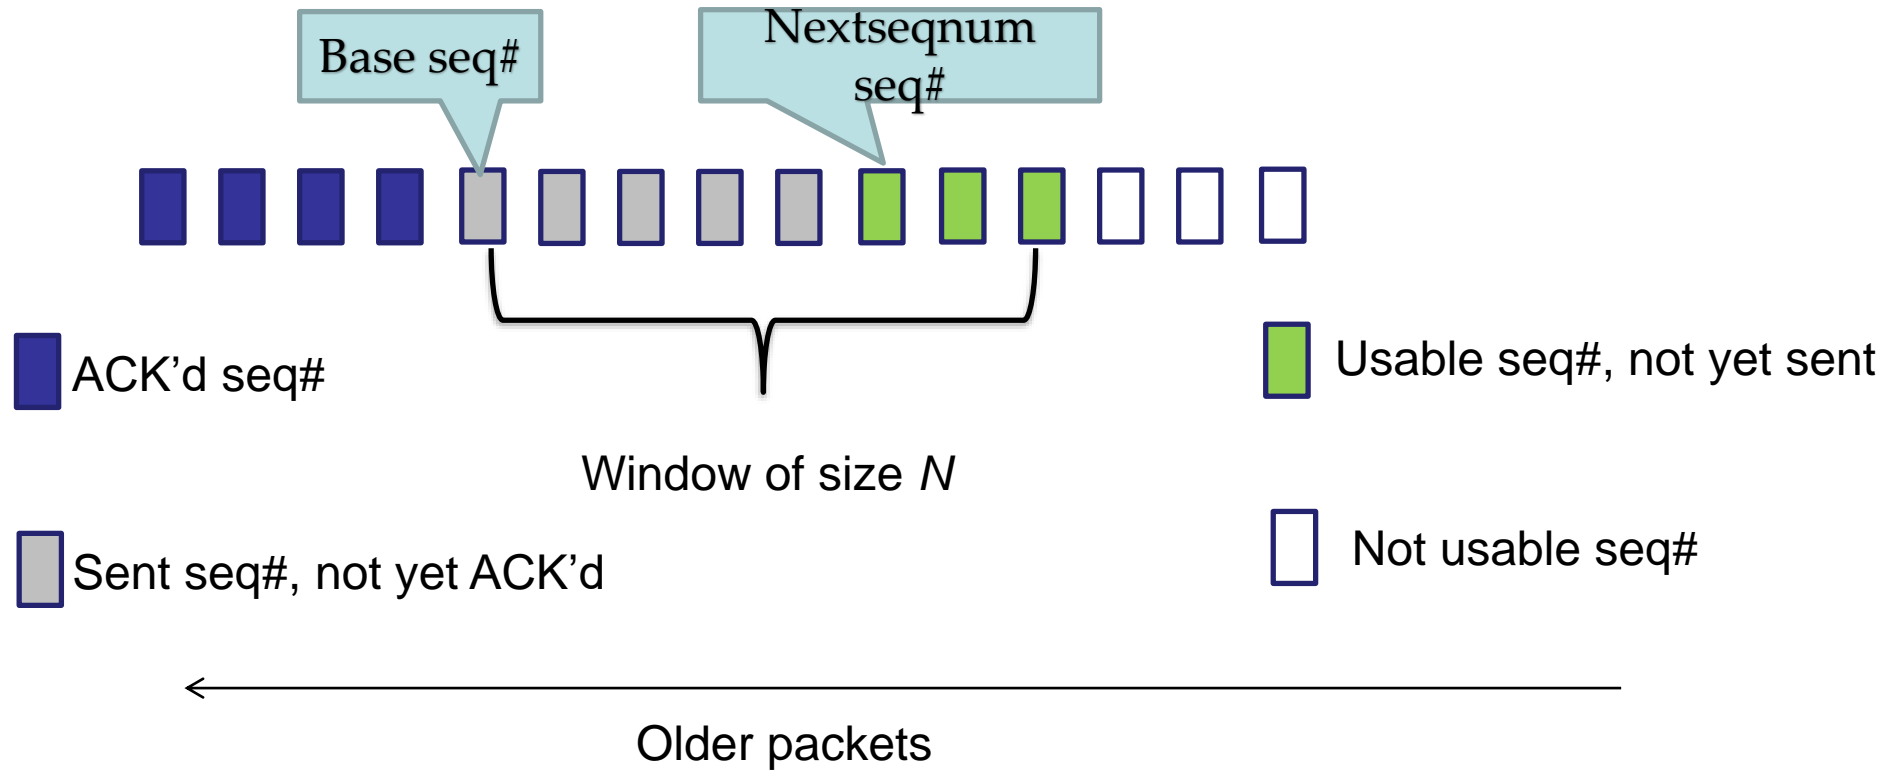 Base seq#
Nextseqnum
seq#
ACK’d seq#
Usable seq#, not yet sent
Window of size N
Sent seq#, not yet ACK’d
Not usable seq#
Older packets